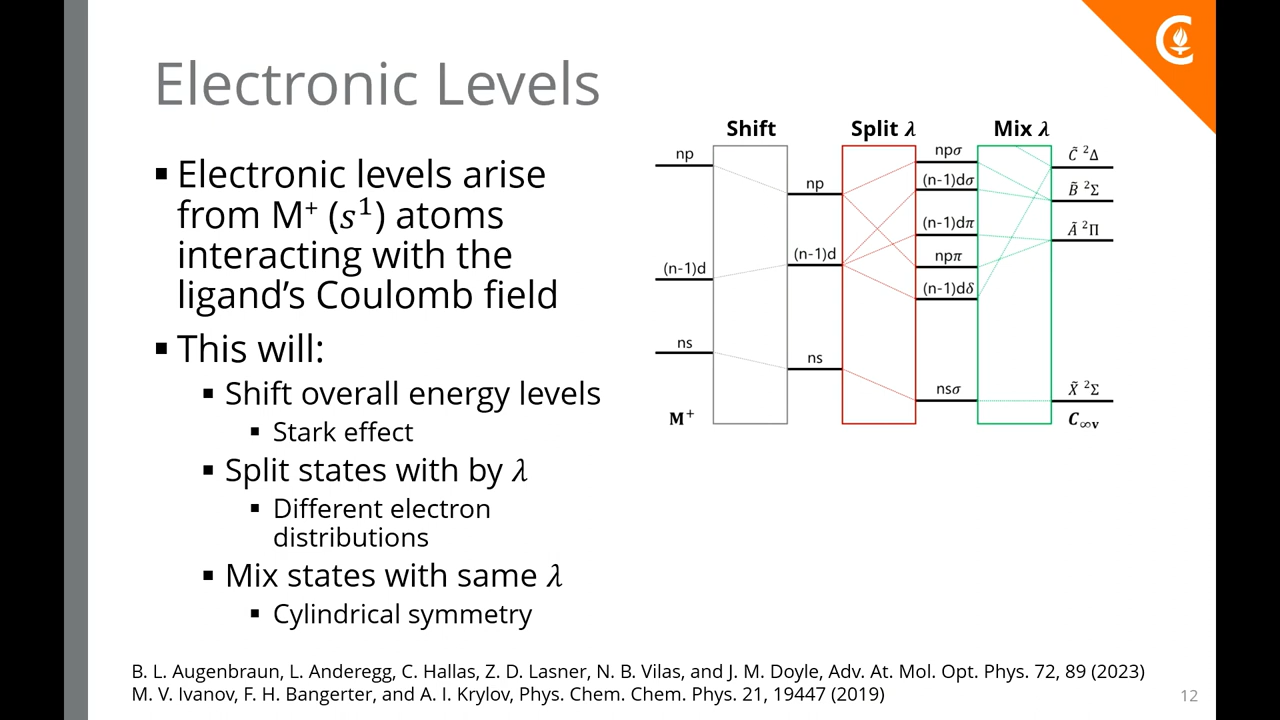 Electronic Levels
▪ Electronic levels arise
from M⁺ (𝑠¹) atoms
interacting with the
ligand’s Coulomb field
▪ This will:
▪ Shift overall energy levels
▪ Stark effect
▪ Split states with by 𝜆
▪ Different electron
distributions
▪ Mix states with same 𝜆
▪ Cylindrical symmetry
Shift
Split 𝝀
Mix 𝝀
np
(n-1)d
ns
M⁺
np
(n-1)d
ns
np𝜎
(n-1)d𝜎
(n-1)d𝜋
np𝜋
(n-1)d𝛿
ns𝜎
C̃ ²Δ
B̃ ²Σ
Ã ²Π
X̃ ²Σ
C∞v
B. L. Augenbraun, L. Anderegg, C. Hallas, Z. D. Lasner, N. B. Vilas, and J. M. Doyle, Adv. At. Mol. Opt. Phys. 72, 89 (2023)
M. V. Ivanov, F. H. Bangerter, and A. I. Krylov, Phys. Chem. Chem. Phys. 21, 19447 (2019)
12